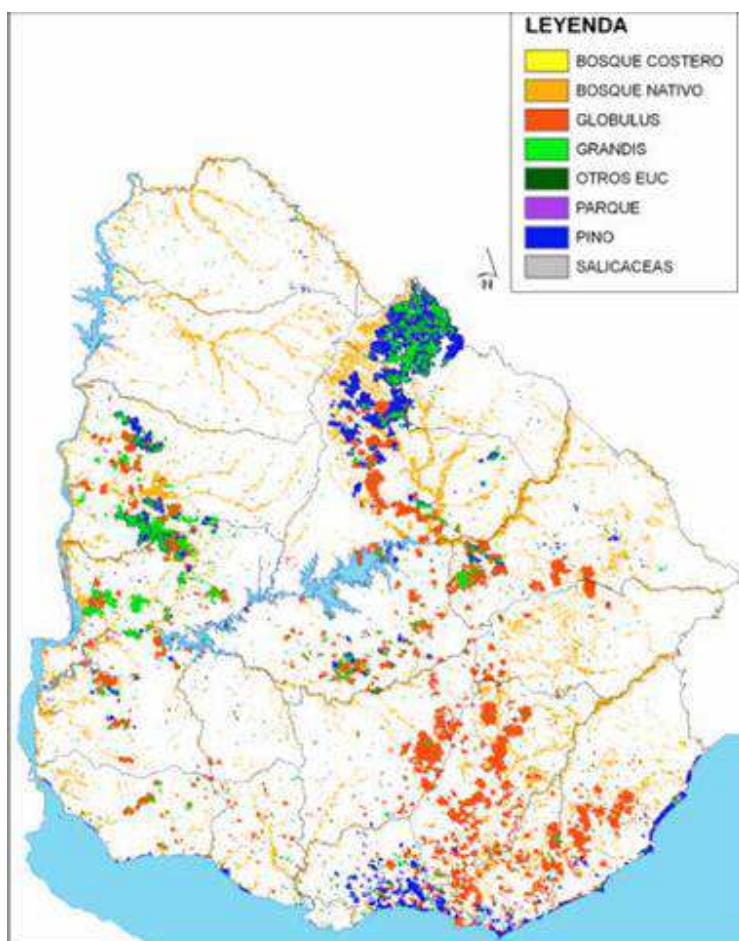 LEYENDA
BOSQUE COSTERO
BOSQUE NATIVO
GLOBULUS
GRANDIS
OTROS EUC
PARQUE
PINO
SALICACEAS
N